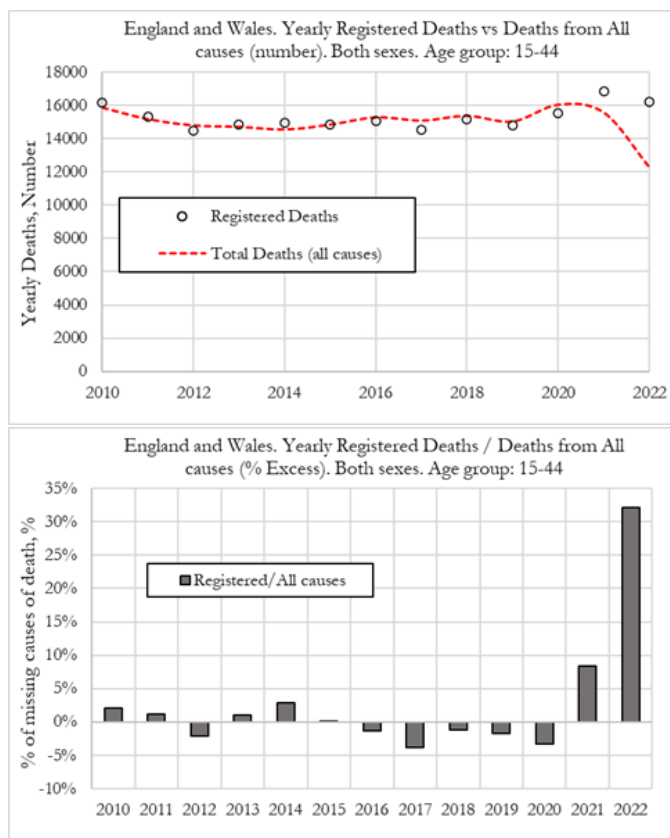 England and Wales. Yearly Registered Deaths vs Deaths from All
causes (number). Both sexes. Age group: 15-44
Yearly Deaths, Number
18000
16000
14000
12000
10000
8000
6000
4000
2000
0
Registered Deaths
Total Deaths (all causes)
2010 2012 2014 2016 2018 2020 2022
England and Wales. Yearly Registered Deaths / Deaths from All
causes (% Excess). Both sexes. Age group: 15-44
% of missing causes of death, %
35%
30%
25%
20%
15%
10%
5%
0%
-5%
-10%
Registered/All causes
2010 2011 2012 2013 2014 2015 2016 2017 2018 2019 2020 2021 2022